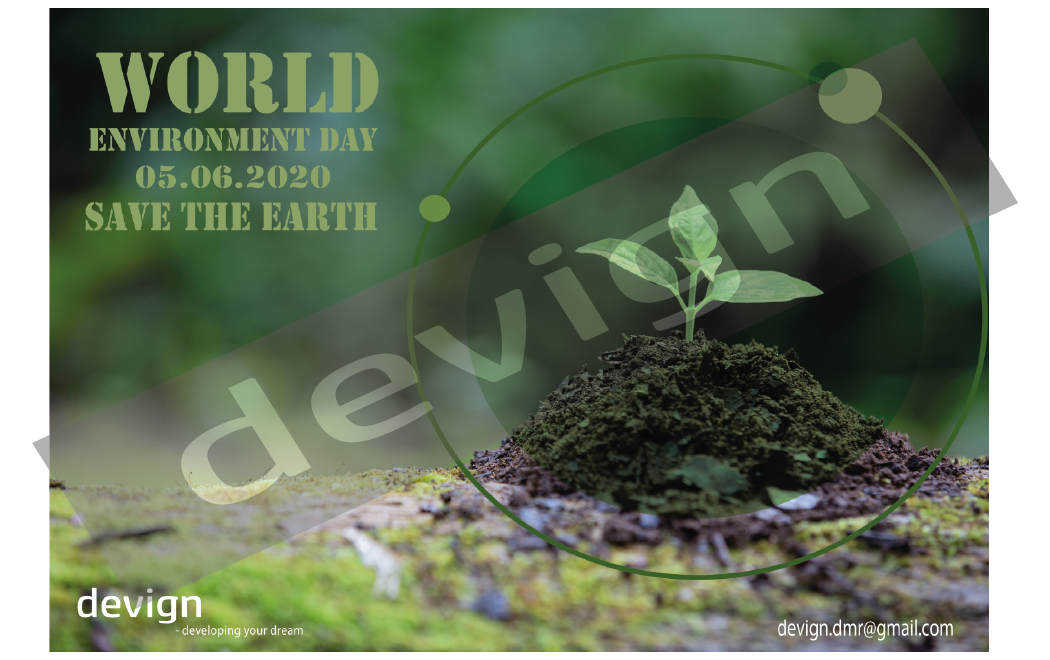 WORLD
ENVIRONMENT DAY
05.06.2020
SAVE THE EARTH
devign
devign
- developing your dream
devign.dmr@gmail.com